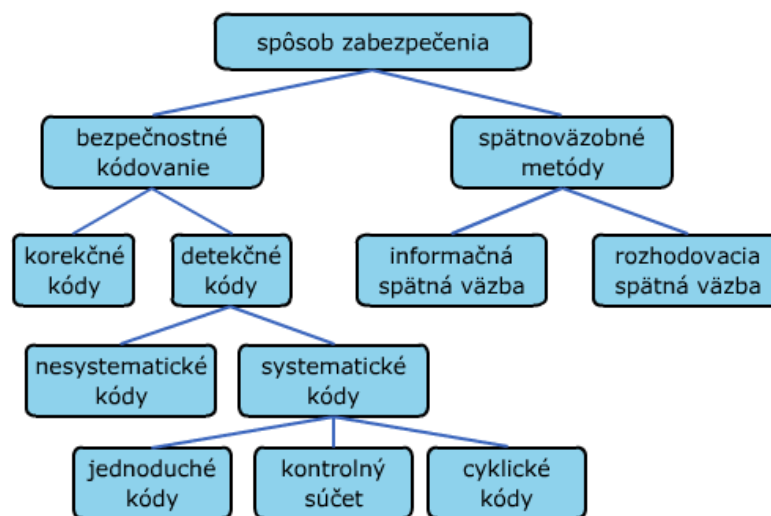 spôsob zabezpečenia
bezpečnostné
kódovanie
spätnoväzobné
metódy
korekčné
kódy
detekčné
kódy
informačná
spätná väzba
rozhodovacia
spätná väzba
nesystematické
kódy
systematické
kódy
jednoduché
kódy
kontrolný
súčet
cyklické
kódy